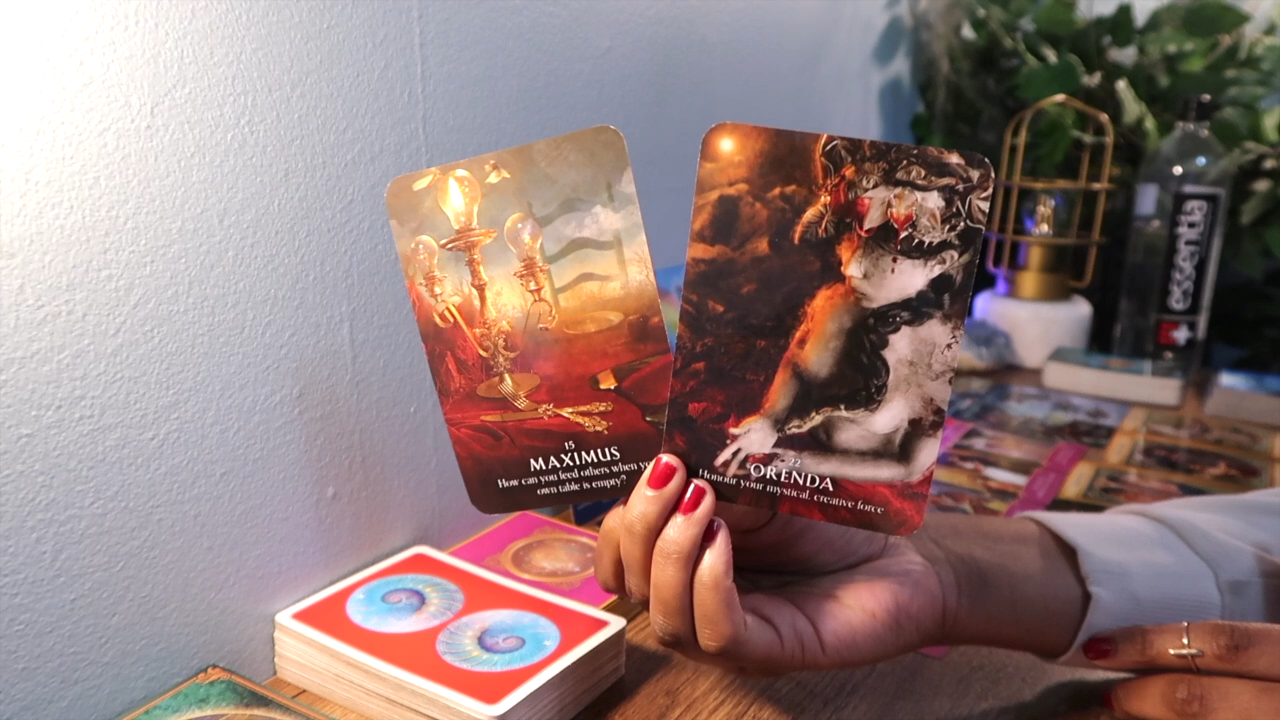 15
MAXIMUS
How can you feed others when yo
own table is empty?
22
ORENDA
Honour your mystical, creative force
essentia